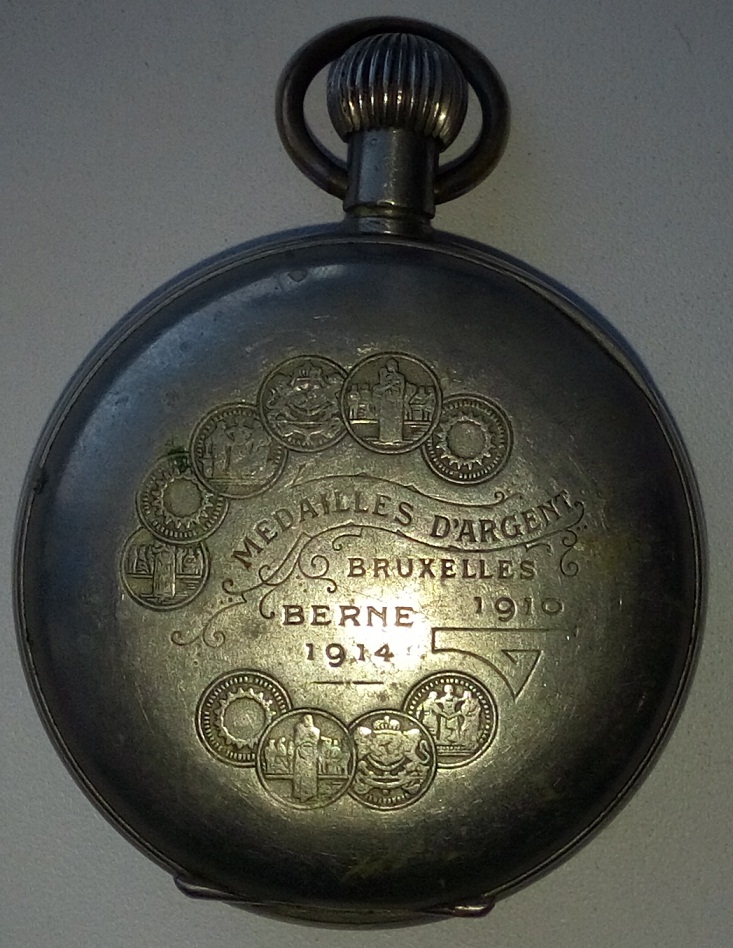 MEDAILLES D'ARGENT
BRUXELLES
1910
BERNE
1914